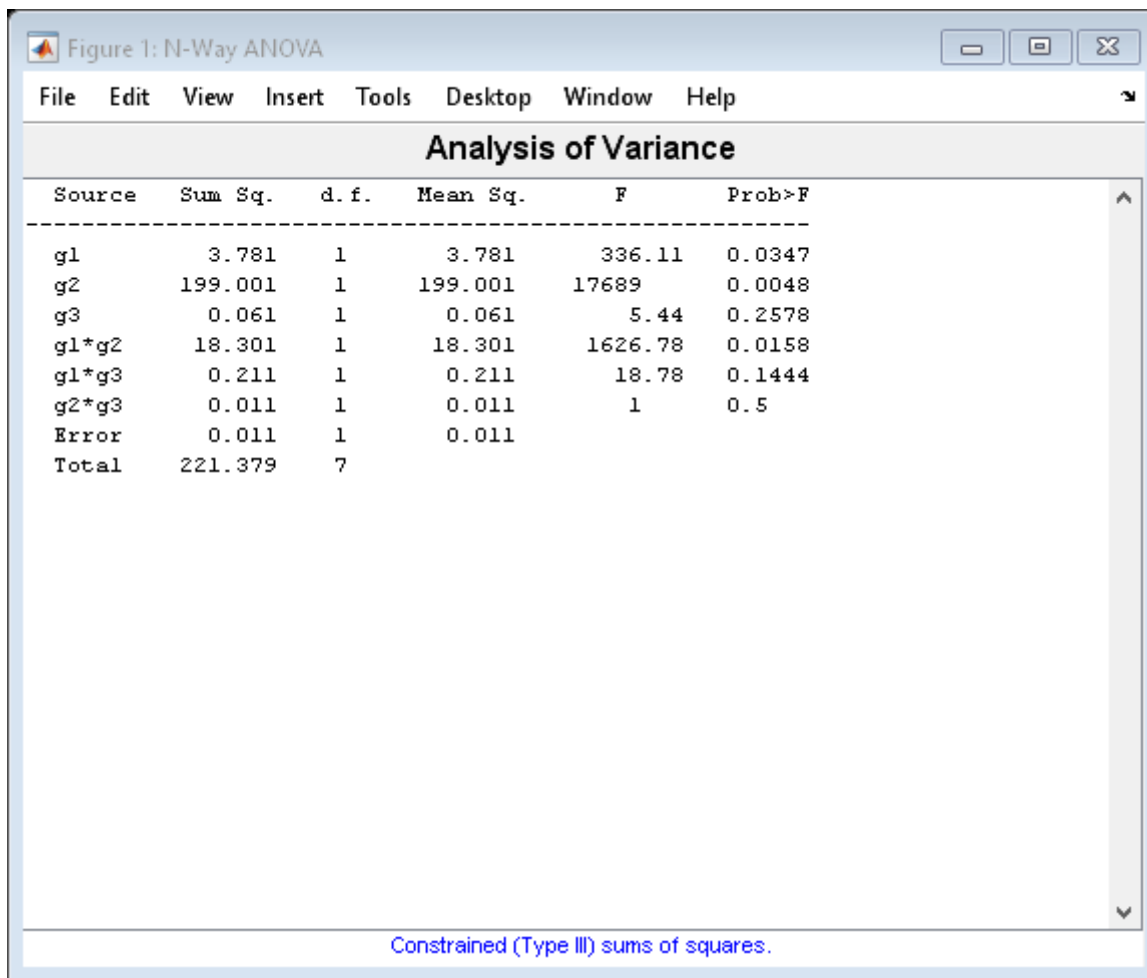 Figure 1: N-Way ANOVA
File Edit View Insert Tools Desktop Window Help
Analysis of Variance
Source Sum Sq. d.f. Mean Sq. F Prob>F
g1 3.781 1 3.781 336.11 0.0347
g2 199.001 1 199.001 17689 0.0048
g3 0.061 1 0.061 5.44 0.2578
g1*g2 18.301 1 18.301 1626.78 0.0158
g1*g3 0.211 1 0.211 18.78 0.1444
g2*g3 0.011 1 0.011 1 0.5
Error 0.011 1 0.011
Total 221.379 7
Constrained (Type III) sums of squares.